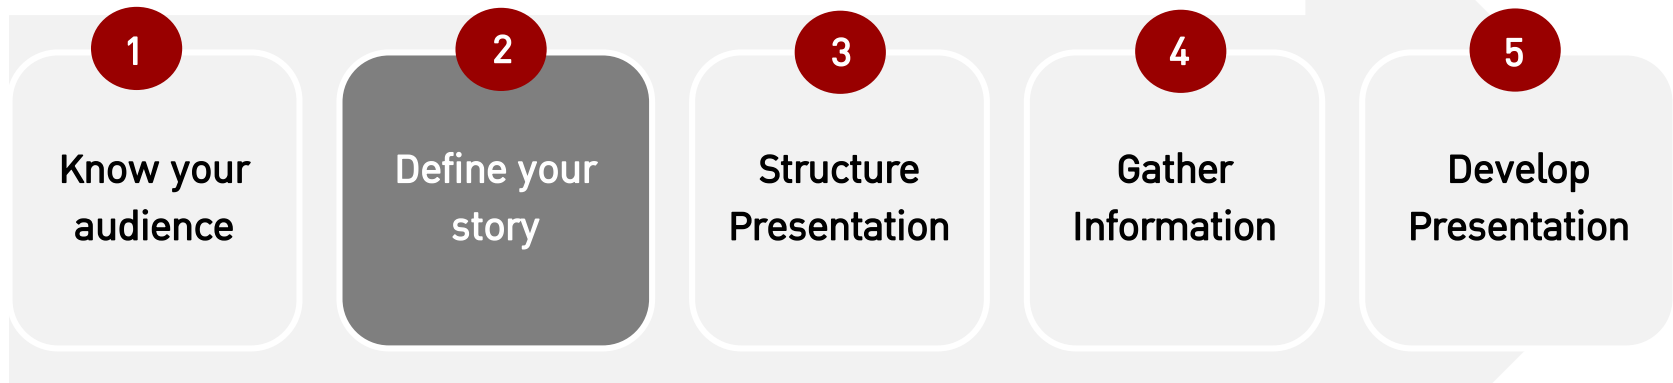 1
Know your
audience
2
Define your
story
3
Structure
Presentation
4
Gather
Information
5
Develop
Presentation